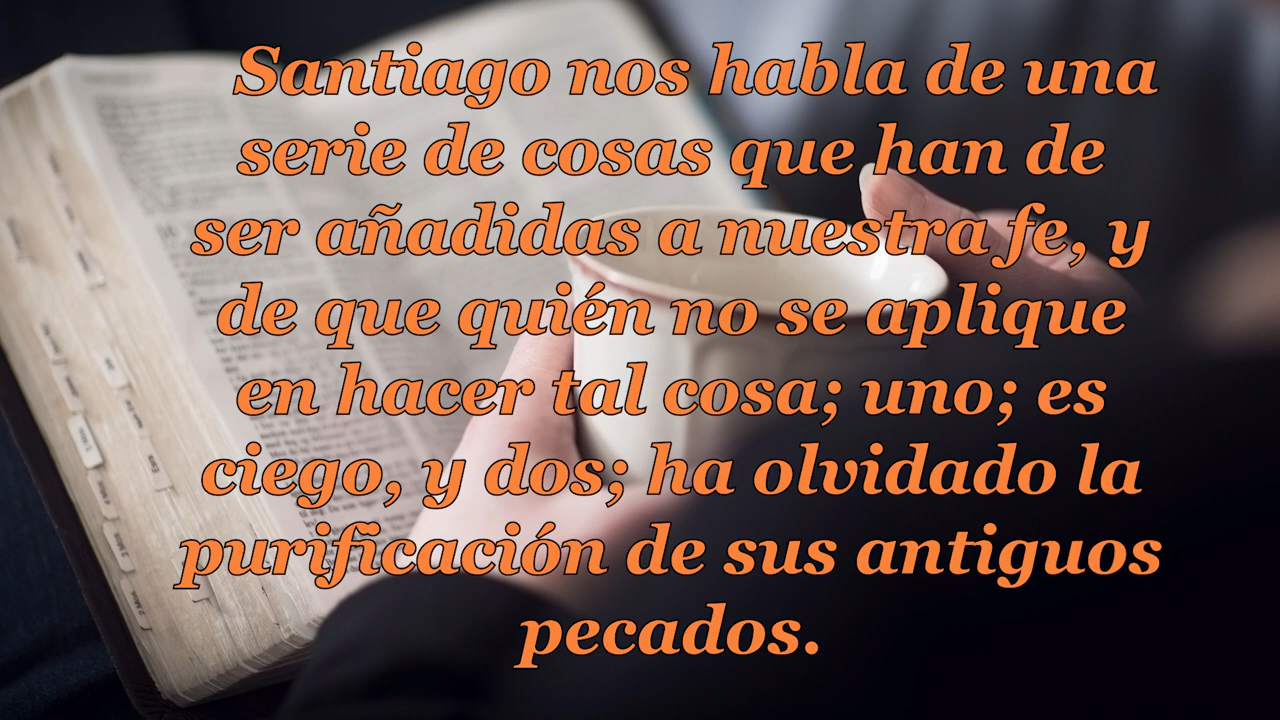 Santiago nos habla de una
serie de cosas que han de
ser añadidas a nuestra fe, y
de que quién no se aplique
en hacer tal cosa; uno; es
ciego, y dos; ha olvidado la
purificación de sus antiguos
pecados.